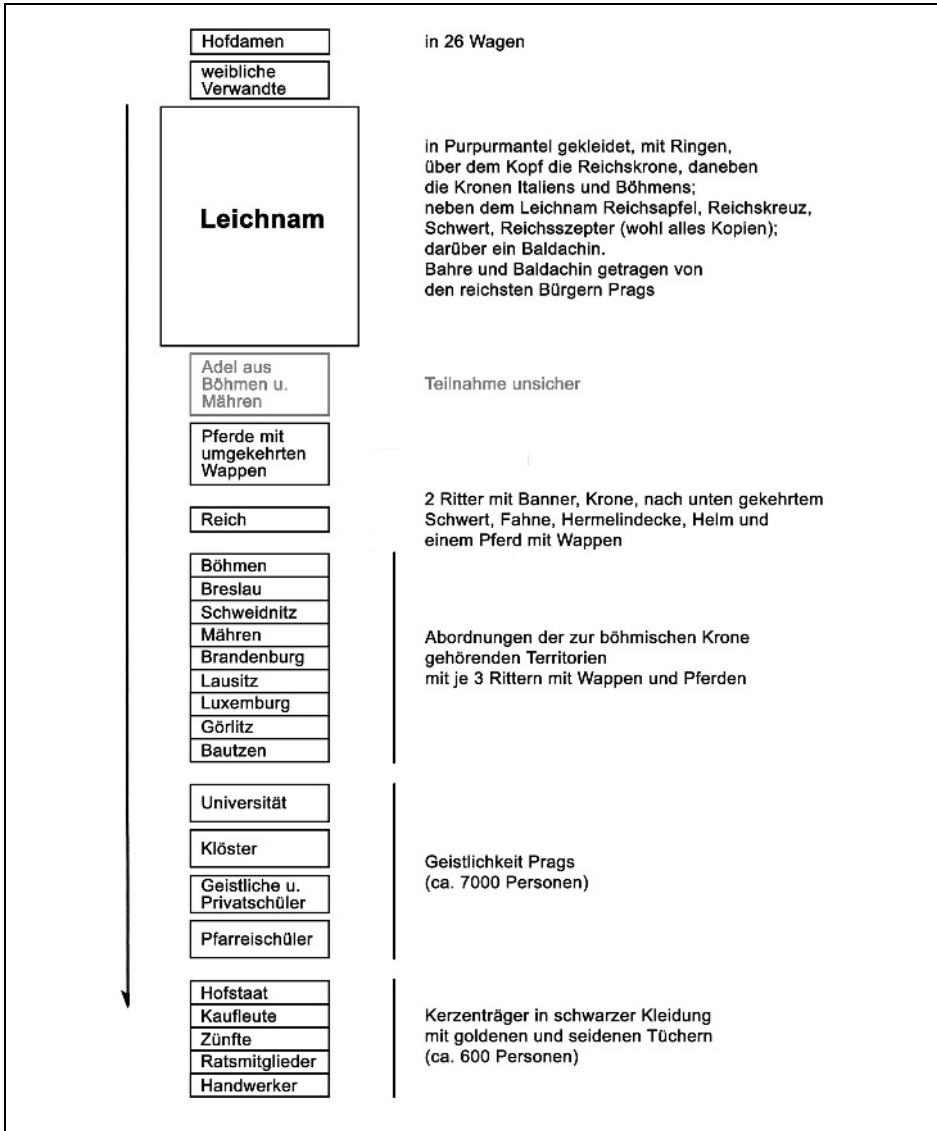 Hofdamen
in 26 Wagen
weibliche
Verwandte
Leichnam
in Purpurmantel gekleidet, mit Ringen,
über dem Kopf die Reichskrone, daneben
die Kronen Italiens und Böhmens;
neben dem Leichnam Reichsapfel, Reichskreuz,
Schwert, Reichsszepter (wohl alles Kopien);
darüber ein Baldachin.
Bahre und Baldachin getragen von
den reichsten Bürgern Prags
Adel aus
Böhmen u.
Mähren
Teilnahme unsicher
Pferde mit
umgekehrten
Wappen
Reich
2 Ritter mit Banner, Krone, nach unten gekehrtem
Schwert, Fahne, Hermelindecke, Helm und
einem Pferd mit Wappen
Böhmen
Breslau
Schweidnitz
Mähren
Brandenburg
Lausitz
Luxemburg
Görlitz
Bautzen
Abordnungen der zur böhmischen Krone
gehörenden Territorien
mit je 3 Rittern mit Wappen und Pferden
Universität
Klöster
Geistliche u.
Privatschüler
Pfarreischüler
Geistlichkeit Prags
(ca. 7000 Personen)
Hofstaat
Kaufleute
Zünfte
Ratsmitglieder
Handwerker
Kerzenträger in schwarzer Kleidung
mit goldenen und seidenen Tüchern
(ca. 600 Personen)